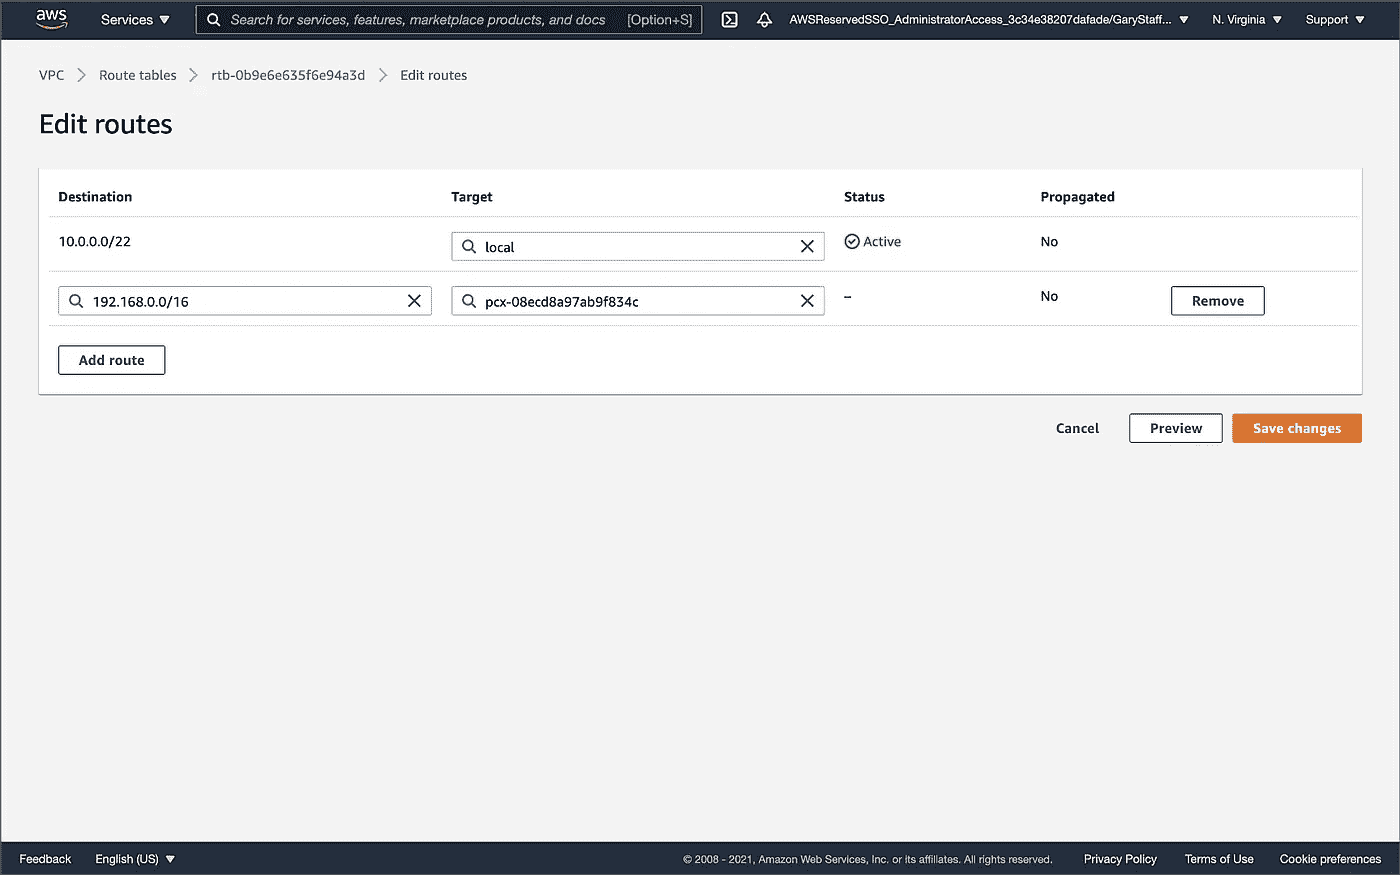 aws Services Search for services, features, marketplace products, and docs [Option+S] AWSReservedSSO_AdministratorAccess_3c34e38207dafade/GaryStaff... N. Virginia Support
VPC Route tables rtb-0b9e6e635f6e94a3d Edit routes
Edit routes
Destination Target Status Propagated
10.0.0.0/22 local Active No
192.168.0.0/16 pcx-08ecd8a97ab9f834c – No Remove
Add route
Cancel Preview Save changes
Feedback English (US) © 2008 - 2021, Amazon Web Services, Inc. or its affiliates. All rights reserved. Privacy Policy Terms of Use Cookie preferences